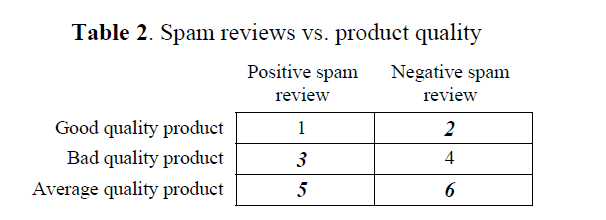 Table 2. Spam reviews vs. product quality
Positive spam review Negative spam review
Good quality product 1 2
Bad quality product 3 4
Average quality product 5 6